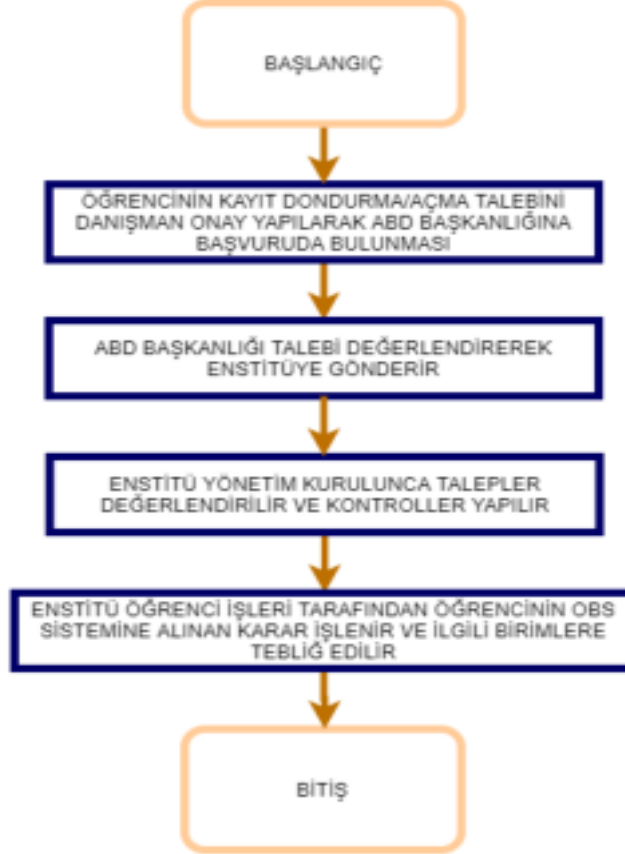 BAŞLANGIÇ
ÖĞRENCİNİN KAYIT DONDURMA/AÇMA TALEBİNİ
DANIŞMAN ONAY YAPILARAK ABD BAŞKANLIĞINA
BAŞVURUDA BULUNMASI
ABD BAŞKANLIĞI TALEBİ DEĞERLENDİREREK
ENSTİTÜYE GÖNDERİR
ENSTİTÜ YÖNETİM KURULUNCA TALEPLER
DEĞERLENDİRİLİR VE KONTROLLER YAPILIR
ENSTİTÜ ÖĞRENCİ İŞLERİ TARAFINDAN ÖĞRENCİNİN OBS
SİSTEMİNE ALINAN KARAR İŞLENİR VE İLGİLİ BİRİMLERE
TEBLİĞ EDİLİR
BİTİŞ